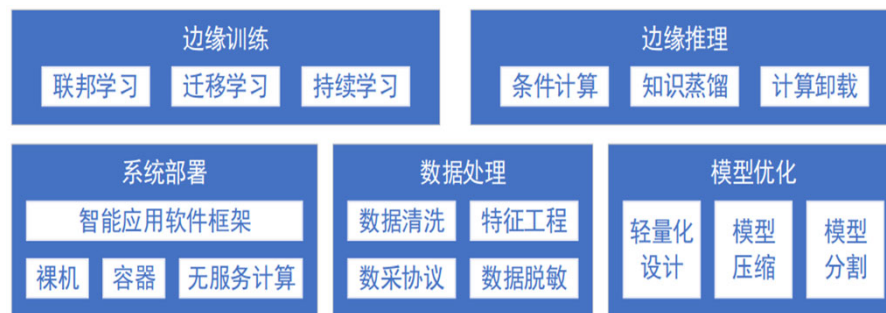 边缘训练
联邦学习 迁移学习 持续学习
边缘推理
条件计算 知识蒸馏 计算卸载
系统部署
智能应用软件框架
裸机 容器 无服务计算
数据处理
数据清洗 特征工程
数采协议 数据脱敏
模型优化
轻量化
设计
模型
压缩
模型
分割